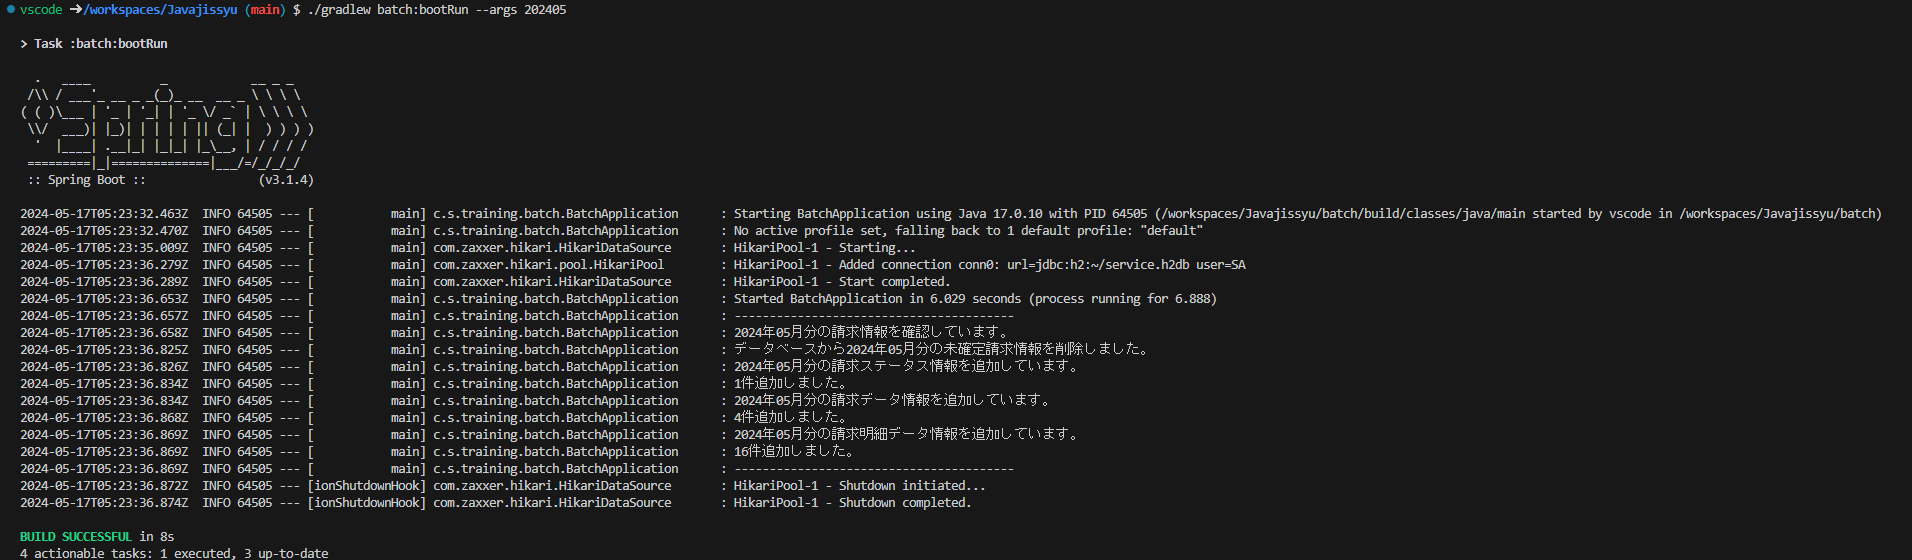 vscode ➜/workspaces/Javajissyu (main) $ ./gradlew batch:bootRun --args 202405
> Task :batch:bootRun
  .   ____          _            __ _ _
 /\\ / ___'_ __ _ _(_)_ __  __ _ \ \ \ \
( ( )\___ | '_ | '_| | '_ \/ _` | \ \ \ \
 \\/  ___)| |_)| | | | | || (_| |  ) ) ) )
  '  |____| .__|_| |_|_| |_\__, | / / / /
 =========|_|==============|___/=/_/_/_/
 :: Spring Boot ::                (v3.1.4)
2024-05-17T05:23:32.463Z  INFO 64505 --- [           main] c.s.training.batch.BatchApplication      : Starting BatchApplication using Java 17.0.10 with PID 64505 (/workspaces/Javajissyu/batch/build/classes/java/main started by vscode in /workspaces/Javajissyu/batch)
2024-05-17T05:23:32.470Z  INFO 64505 --- [           main] c.s.training.batch.BatchApplication      : No active profile set, falling back to 1 default profile: "default"
2024-05-17T05:23:35.009Z  INFO 64505 --- [           main] com.zaxxer.hikari.HikariDataSource       : HikariPool-1 - Starting...
2024-05-17T05:23:36.279Z  INFO 64505 --- [           main] com.zaxxer.hikari.pool.HikariPool        : HikariPool-1 - Added connection conn0: url=jdbc:h2:~/service.h2db user=SA
2024-05-17T05:23:36.289Z  INFO 64505 --- [           main] com.zaxxer.hikari.HikariDataSource       : HikariPool-1 - Start completed.
2024-05-17T05:23:36.653Z  INFO 64505 --- [           main] c.s.training.batch.BatchApplication      : Started BatchApplication in 6.029 seconds (process running for 6.888)
2024-05-17T05:23:36.657Z  INFO 64505 --- [           main] c.s.training.batch.BatchApplication      : ----------------------------------------
2024-05-17T05:23:36.658Z  INFO 64505 --- [           main] c.s.training.batch.BatchApplication      : 2024年05月分の請求情報を確認しています。
2024-05-17T05:23:36.825Z  INFO 64505 --- [           main] c.s.training.batch.BatchApplication      : データベースから2024年05月分の未確定請求情報を削除しました。
2024-05-17T05:23:36.826Z  INFO 64505 --- [           main] c.s.training.batch.BatchApplication      : 2024年05月分の請求ステータス情報を追加しています。
2024-05-17T05:23:36.834Z  INFO 64505 --- [           main] c.s.training.batch.BatchApplication      : 1件追加しました。
2024-05-17T05:23:36.834Z  INFO 64505 --- [           main] c.s.training.batch.BatchApplication      : 2024年05月分の請求データ情報を追加しています。
2024-05-17T05:23:36.868Z  INFO 64505 --- [           main] c.s.training.batch.BatchApplication      : 4件追加しました。
2024-05-17T05:23:36.869Z  INFO 64505 --- [           main] c.s.training.batch.BatchApplication      : 2024年05月分の請求明細データ情報を追加しています。
2024-05-17T05:23:36.869Z  INFO 64505 --- [           main] c.s.training.batch.BatchApplication      : 16件追加しました。
2024-05-17T05:23:36.869Z  INFO 64505 --- [           main] c.s.training.batch.BatchApplication      : ----------------------------------------
2024-05-17T05:23:36.872Z  INFO 64505 --- [ionShutdownHook] com.zaxxer.hikari.HikariDataSource       : HikariPool-1 - Shutdown initiated...
2024-05-17T05:23:36.874Z  INFO 64505 --- [ionShutdownHook] com.zaxxer.hikari.HikariDataSource       : HikariPool-1 - Shutdown completed.
BUILD SUCCESSFUL in 8s
4 actionable tasks: 1 executed, 3 up-to-date